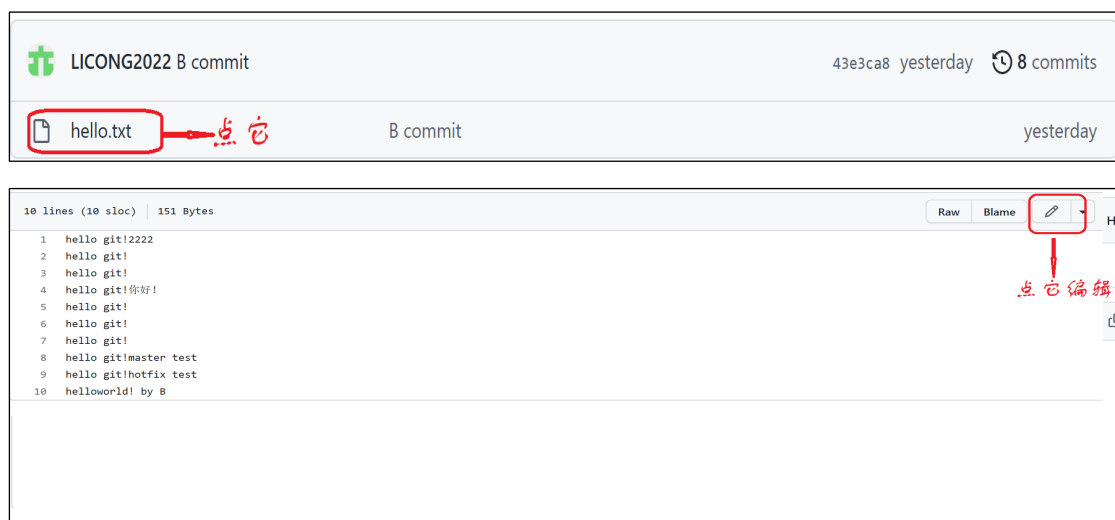 LICONG2022 B commit 43e3ca8 yesterday 8 commits
hello.txt 点它 B commit yesterday
10 lines (10 sloc) 151 Bytes Raw Blame
H
1 hello git!2222
2 hello git!
3 hello git!
4 hello git!你好!
5 hello git!
6 hello git!
7 hello git!
8 hello git!master test
9 hello git!hotfix test
10 helloworld! by B
点它编辑